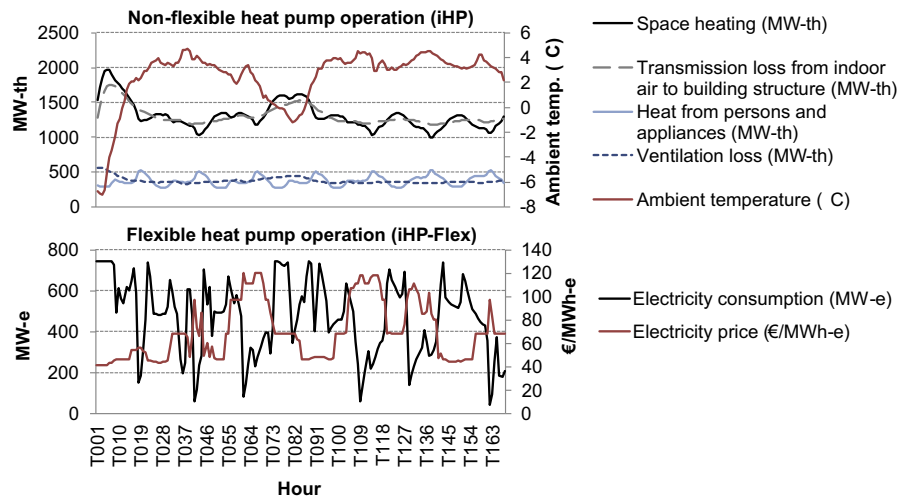 Non-flexible heat pump operation (iHP)
MW-th
2500
2000
1500
1000
500
0
6
4
2
0
-2
-4
-6
-8
Ambient temp. ( C)
Space heating (MW-th)
Transmission loss from indoor
air to building structure (MW-th)
Heat from persons and
appliances (MW-th)
Ventilation loss (MW-th)
Ambient temperature ( C)
Flexible heat pump operation (iHP-Flex)
MW-e
800
600
400
200
0
140
120
100
80
60
40
20
0
€/MWh-e
Electricity consumption (MW-e)
Electricity price (€/MWh-e)
T001
T010
T019
T028
T037
T046
T055
T064
T073
T082
T091
T100
T109
T118
T127
T136
T145
T154
T163
Hour